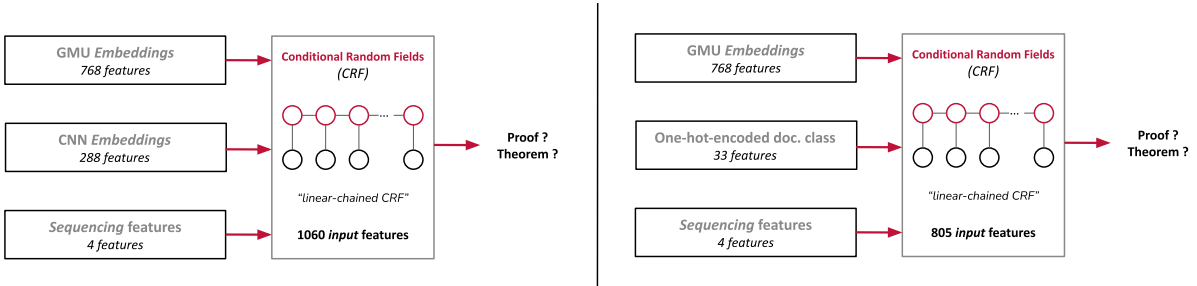 GMU Embeddings
768 features
CNN Embeddings
288 features
Sequencing features
4 features
Conditional Random Fields
(CRF)
...
“linear-chained CRF”
1060 input features
Proof ?
Theorem ?
GMU Embeddings
768 features
One-hot-encoded doc. class
33 features
Sequencing features
4 features
Conditional Random Fields
(CRF)
...
“linear-chained CRF”
805 input features
Proof ?
Theorem ?